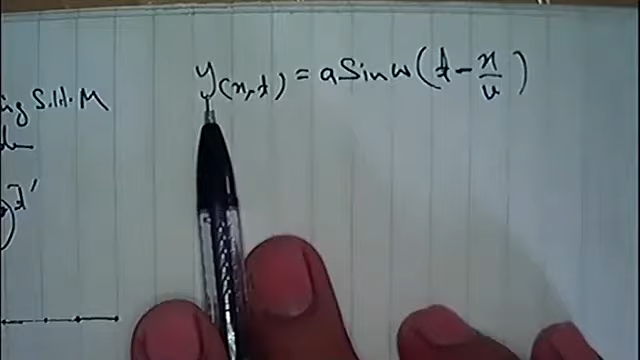 y(x,t) = a Sin w (t - x/v)
S.H.M
t'